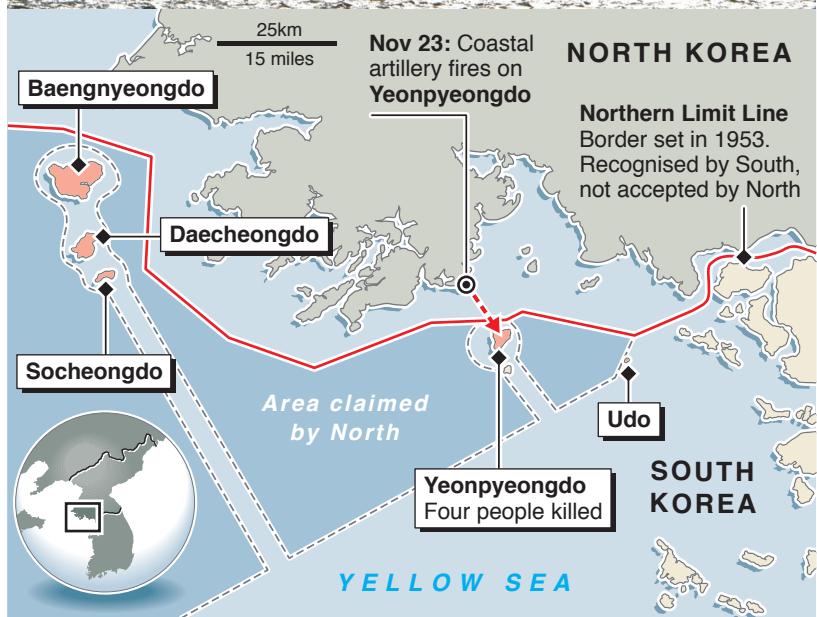 25km
15 miles
Nov 23: Coastal
artillery fires on
Yeonpyeongdo
NORTH KOREA
Baengnyeongdo
Northern Limit Line
Border set in 1953.
Recognised by South,
not accepted by North
Daecheongdo
Socheongdo
Area claimed
by North
Udo
Yeonpyeongdo
Four people killed
SOUTH
KOREA
YELLOW SEA